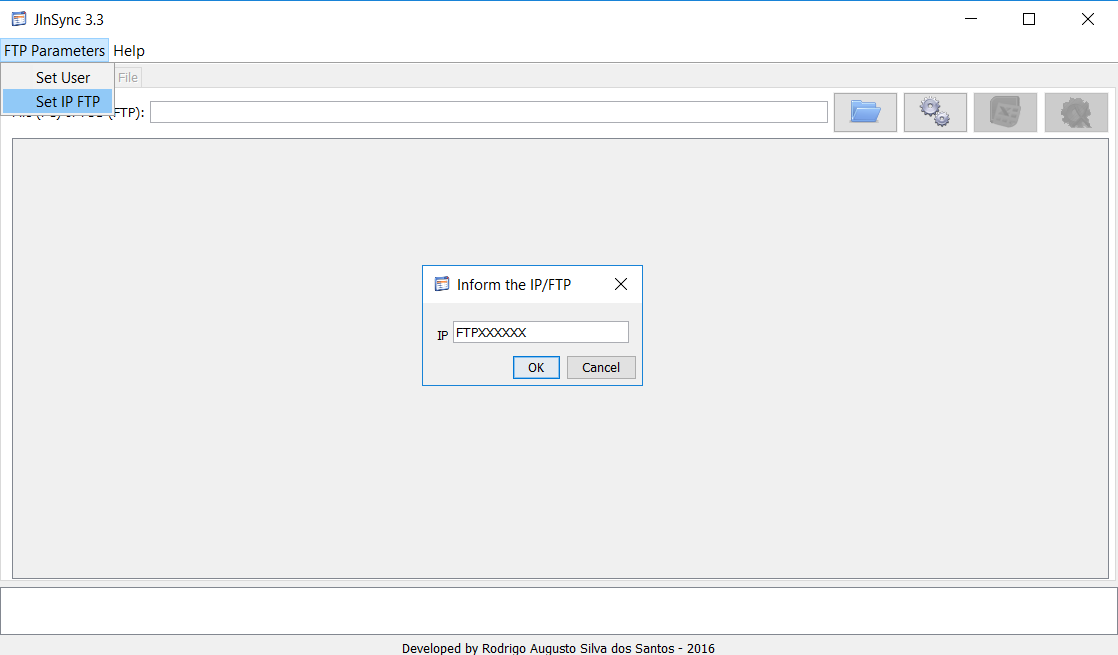 JInSync 3.3
FTP Parameters Help
Set User
File
Set IP FTP
(FTP):
Inform the IP/FTP
IP FTPXXXXXX
OK Cancel
Developed by Rodrigo Augusto Silva dos Santos - 2016